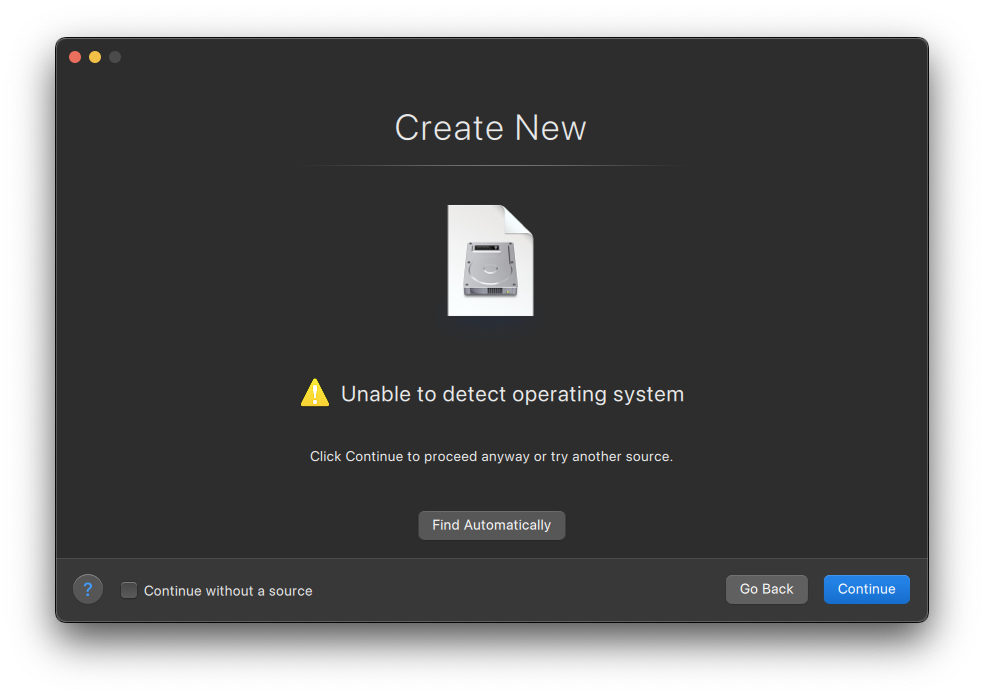 Create New
Unable to detect operating system
Click Continue to proceed anyway or try another source.
Find Automatically
?
Continue without a source
Go Back
Continue